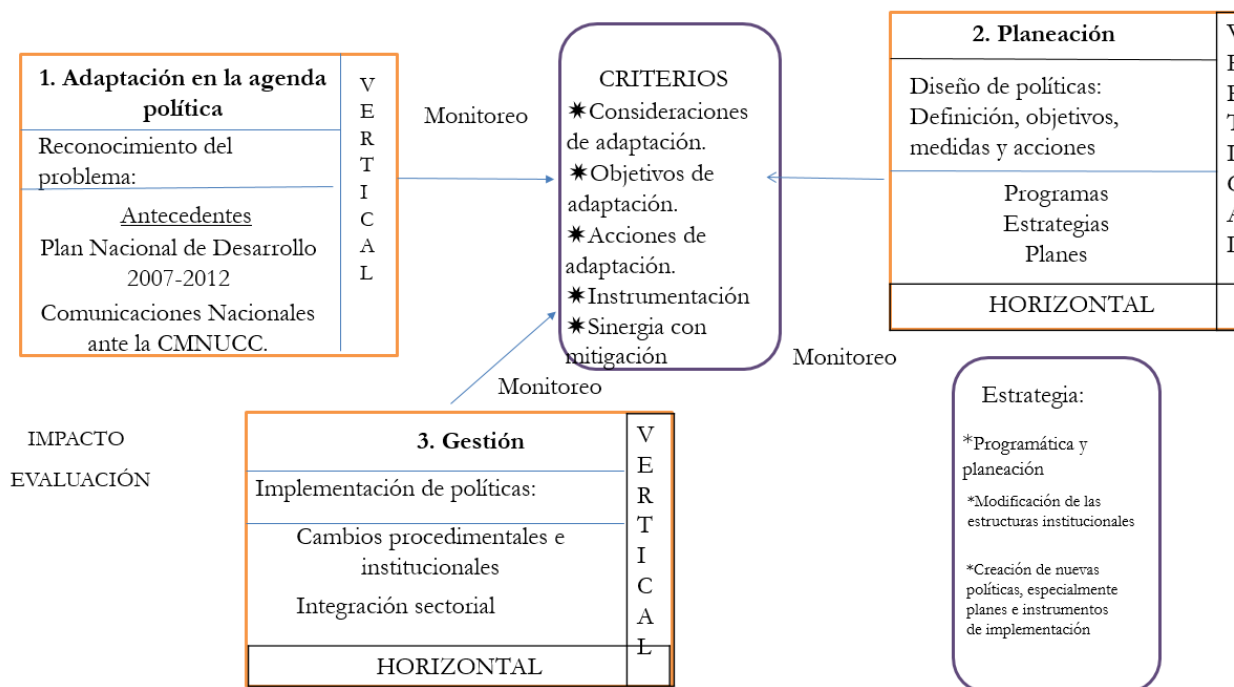 1. Adaptación en la agenda
política
Reconocimiento del
problema:
Antecedentes
Plan Nacional de Desarrollo
2007-2012
Comunicaciones Nacionales
ante la CMNUCC.
V
E
R
T
I
C
A
L
Monitoreo
CRITERIOS
✷Consideraciones
de adaptación.
✷Objetivos de
adaptación.
✷Acciones de
adaptación.
✷Instrumentación
✷Sinergia con
mitigación
2. Planeación
Diseño de políticas:
Definición, objetivos,
medidas y acciones
Programas
Estrategias
Planes
HORIZONTAL
V
E
R
T
I
C
A
L
Monitoreo
Monitoreo
IMPACTO
EVALUACIÓN
3. Gestión
Implementación de políticas:
Cambios procedimentales e
institucionales
Integración sectorial
HORIZONTAL
V
E
R
T
I
C
A
L
Estrategia:
*Programática y
planeación
*Modificación de las
estructuras institucionales
*Creación de nuevas
políticas, especialmente
planes e instrumentos
de implementación